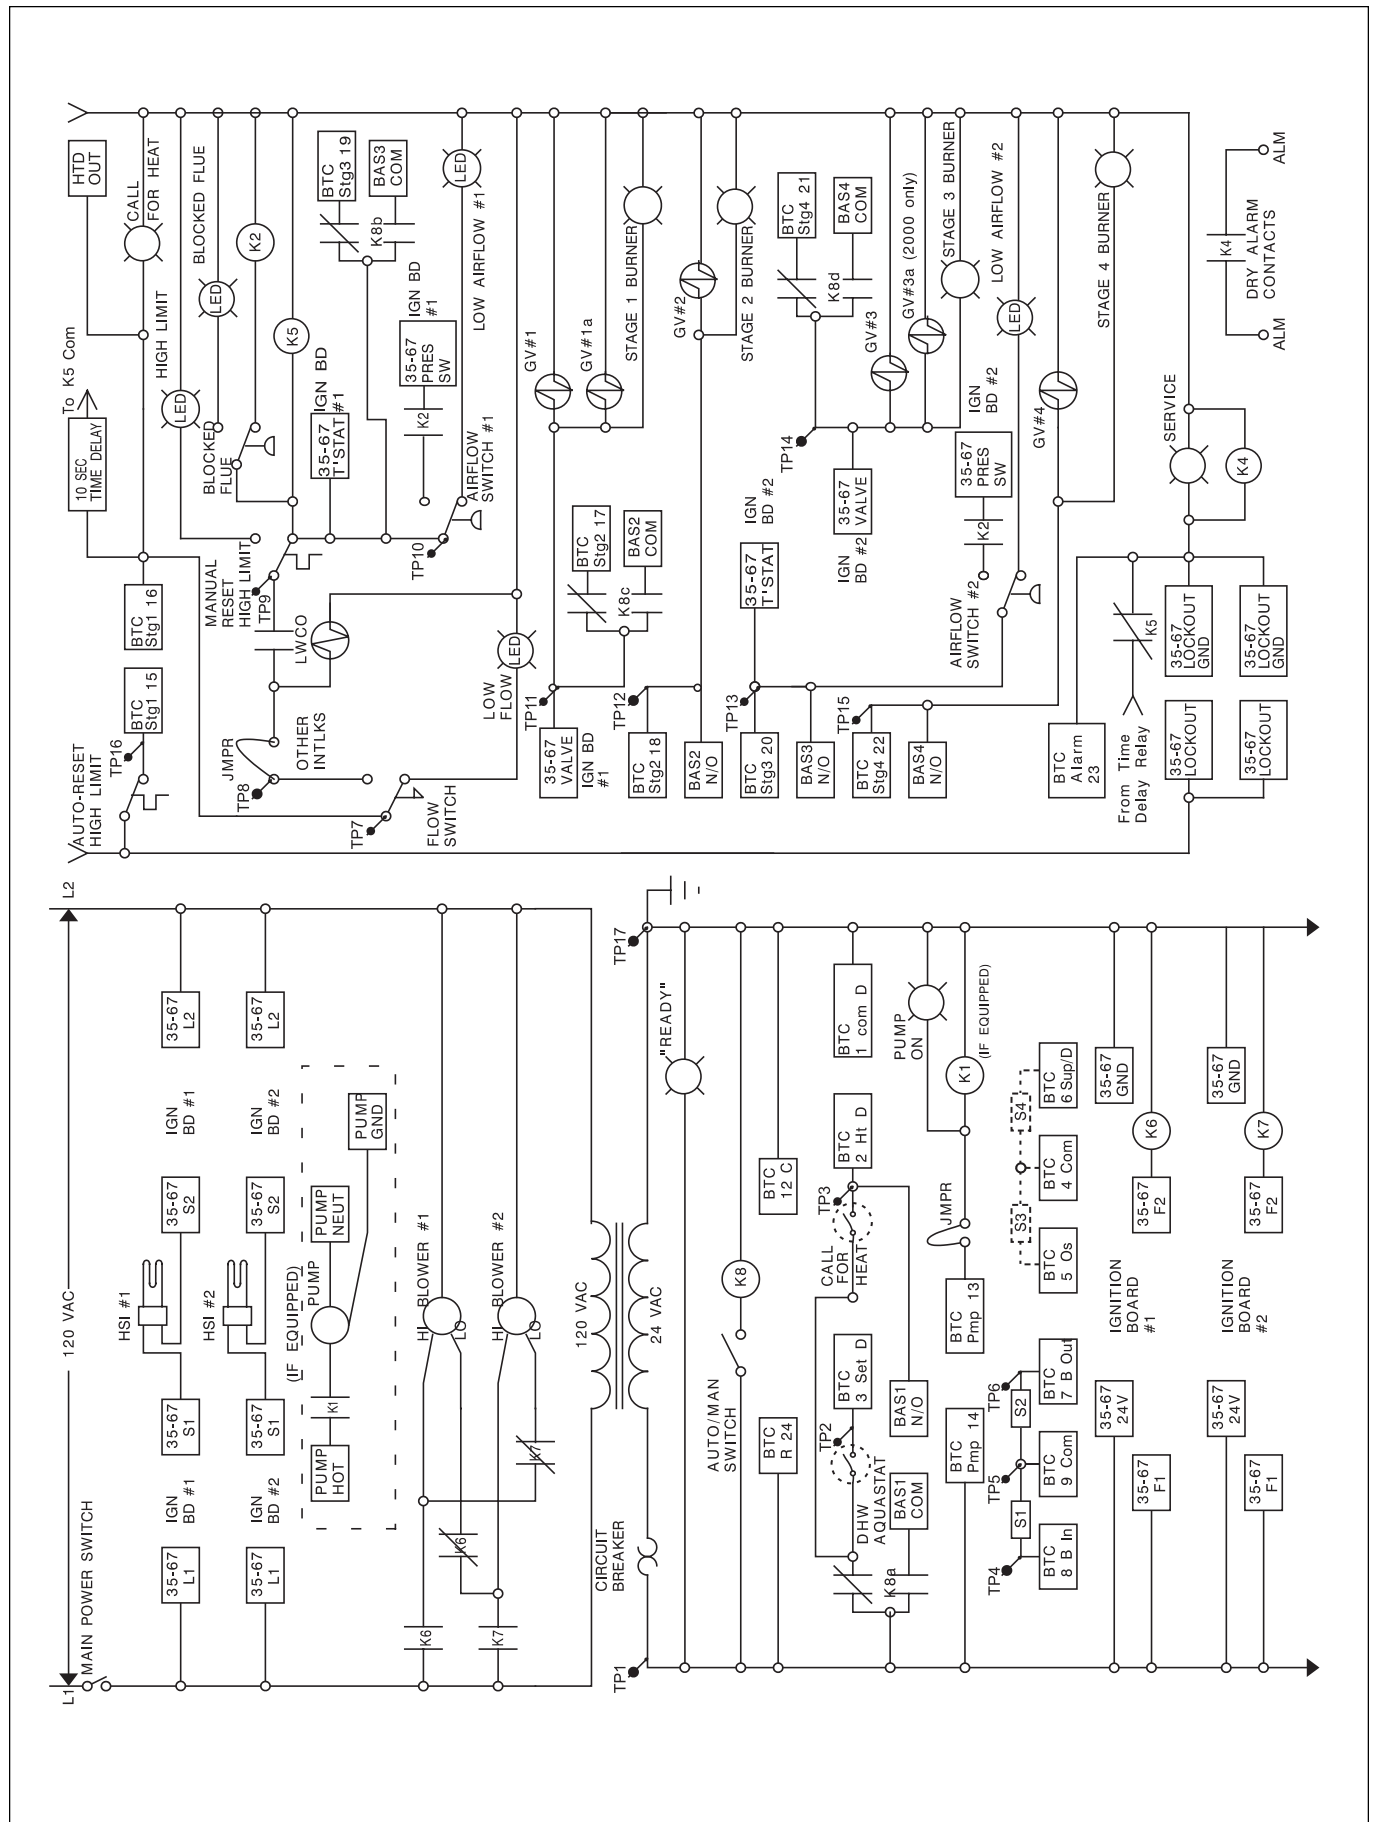 L1
120 VAC
L2
MAIN POWER SWITCH
35-67
L1
IGN
BD #1
35-67
S1
HSI #1
35-67
S2
IGN
BD #1
35-67
L2
35-67
L1
IGN
BD #2
35-67
S1
HSI #2
35-67
S2
IGN
BD #2
35-67
L2
(IF EQUIPPED)
PUMP
HOT
K1
PUMP
PUMP
NEUT
PUMP
GND
K6
HI
BLOWER #1
LO
K6
K7
HI
BLOWER #2
LO
K7
CIRCUIT
BREAKER
120 VAC
24 VAC
TP1
TP17
"READY"
AUTO/MAN
SWITCH
K8
BTC
R 24
BTC
12 C
K8a
DHW
AQUASTAT
TP2
BTC
3 Set D
CALL
FOR
HEAT
TP3
BTC
2 Ht D
BTC
1 com D
BAS1
COM
BAS1
N/O
PUMP
ON
BTC
Pmp 14
BTC
Pmp 13
JMPR
K1
(IF EQUIPPED)
TP4
S1
TP5
S2
TP6
BTC
8 B In
BTC
9 Com
BTC
7 B Out
S3
S4
BTC
5 Os
BTC
4 Com
BTC
6 Sup/D
35-67
24V
IGNITION
BOARD
#1
35-67
GND
35-67
F1
35-67
F2
K6
35-67
24V
IGNITION
BOARD
#2
35-67
GND
35-67
F1
35-67
F2
K7
AUTO-RESET
HIGH LIMIT
TP16
BTC
Stg1 15
BTC
Stg1 16
10 SEC
TIME DELAY
To K5 Com
HTD
OUT
CALL
FOR HEAT
HIGH LIMIT
LED
BLOCKED FLUE
LED
BLOCKED
FLUE
K2
K5
TP7
FLOW
SWITCH
TP8
JMPR
OTHER
INTLKS
LWCO
TP9
MANUAL
RESET
HIGH LIMIT
35-67
T'STAT
IGN BD
#1
K8b
BTC
Stg3 19
BAS3
COM
TP10
AIRFLOW
SWITCH #1
K2
35-67
PRES
SW
IGN BD
#1
LED
LOW AIRFLOW #1
LOW
FLOW
LED
35-67
VALVE
IGN BD
#1
TP11
GV#1
GV#1a
STAGE 1 BURNER
K8c
BTC
Stg2 17
BAS2
COM
BTC
Stg2 18
TP12
BAS2
N/O
GV#2
STAGE 2 BURNER
BTC
Stg3 20
TP13
35-67
T'STAT
IGN
BD #2
BAS3
N/O
TP14
K8d
BTC
Stg4 21
BAS4
COM
35-67
VALVE
IGN
BD #2
GV#3
GV#3a (2000 only)
STAGE 3 BURNER
AIRFLOW
SWITCH #2
K2
35-67
PRES
SW
IGN
BD #2
LED
LOW AIRFLOW #2
BTC
Stg4 22
TP15
BAS4
N/O
GV#4
STAGE 4 BURNER
BTC
Alarm
23
From Time
Delay Relay
K5
35-67
LOCKOUT
35-67
LOCKOUT
GND
35-67
LOCKOUT
35-67
LOCKOUT
GND
SERVICE
K4
ALM
K4
ALM
DRY ALARM
CONTACTS